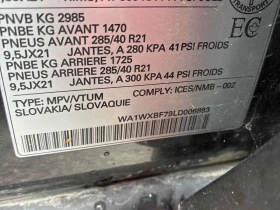 PNVB KG 2985
PNBE KG AVANT 1470
PNEUS AVANT 285/40 R21
9,5JX21 JANTES, A 280 KPA 41 PSI FROIDS
PNBE KG ARRIERE 1725
PNEUS ARRIERE 285/40 R21
9,5JX21 JANTES, A 300 KPA 44 PSI FROIDS
TYPE: MPV/VTUM COMPLY: ICES/NMB-002
SLOVAKIA/ SLOVAQUIE
EC
WA1WXBF79LD006883